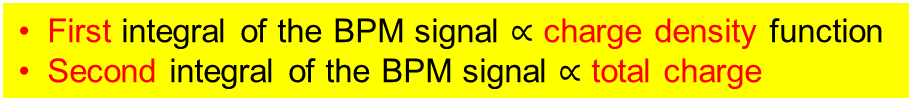 • First integral of the BPM signal ∝ charge density function
• Second integral of the BPM signal ∝ total charge